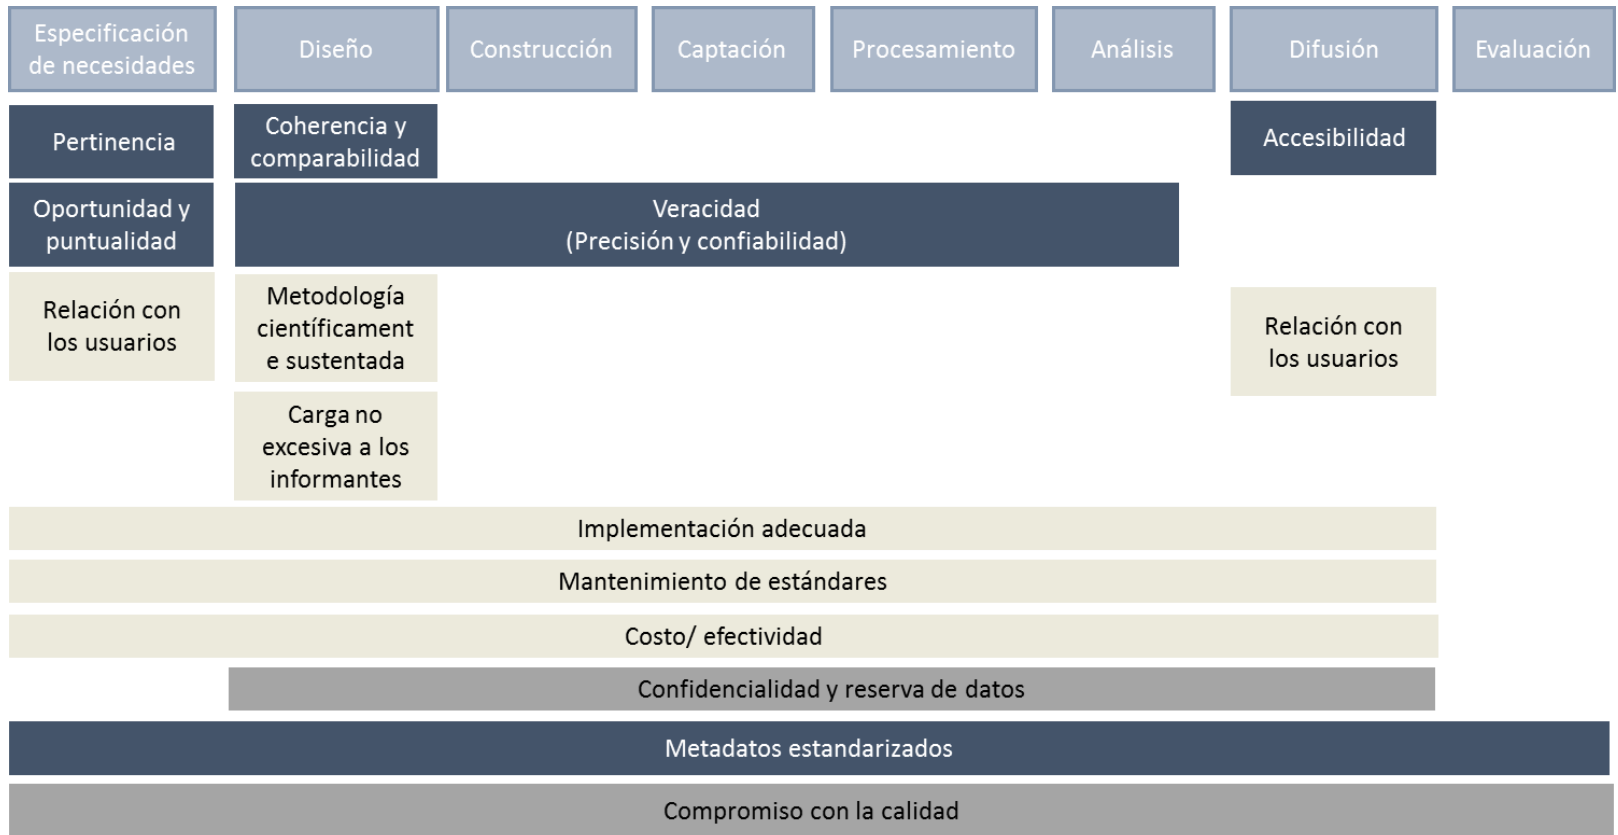 Especificación
de necesidades
Diseño
Construcción
Captación
Procesamiento
Análisis
Difusión
Evaluación
Pertinencia
Coherencia y
comparabilidad
Accesibilidad
Oportunidad y
puntualidad
Veracidad
(Precisión y confiabilidad)
Relación con
los usuarios
Metodología
científicament
e sustentada
Relación con
los usuarios
Carga no
excesiva a los
informantes
Implementación adecuada
Mantenimiento de estándares
Costo/ efectividad
Confidencialidad y reserva de datos
Metadatos estandarizados
Compromiso con la calidad